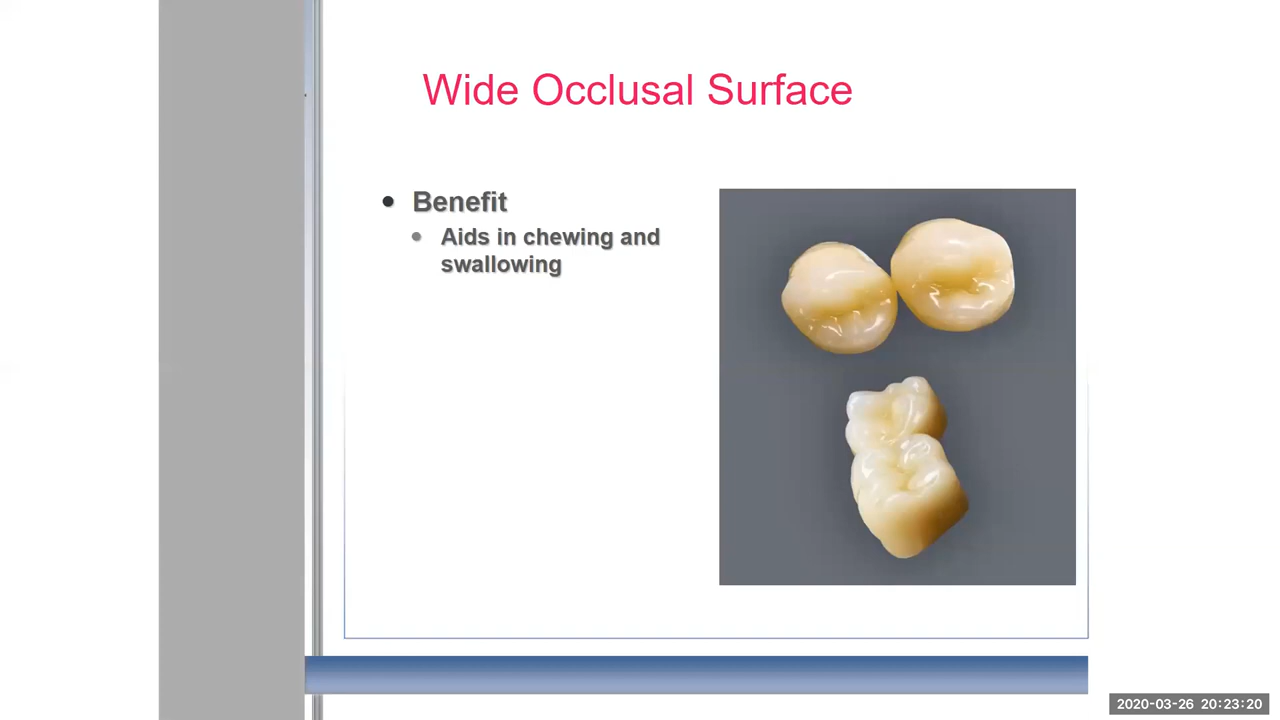 Wide Occlusal Surface
Benefit
Aids in chewing and
swallowing
2020-03-26 20:23:20